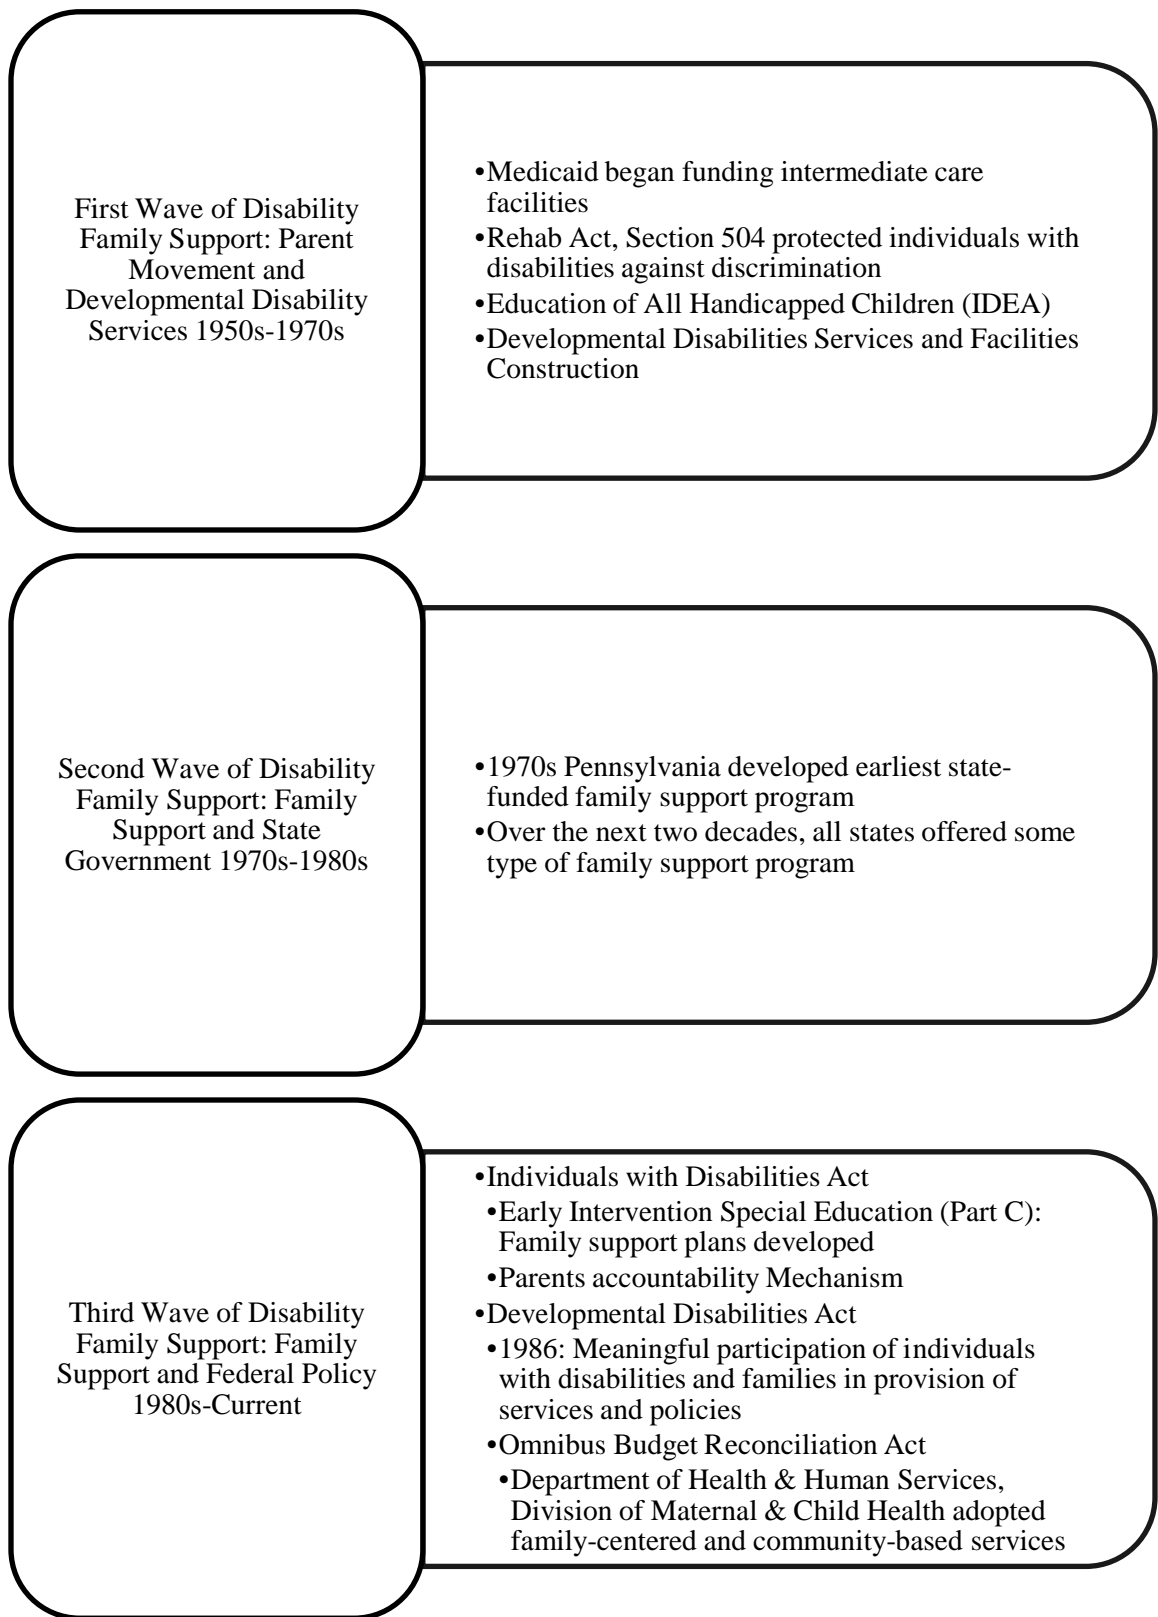 First Wave of Disability
Family Support: Parent
Movement and
Developmental Disability
Services 1950s-1970s
•Medicaid began funding intermediate care
facilities
•Rehab Act, Section 504 protected individuals with
disabilities against discrimination
•Education of All Handicapped Children (IDEA)
•Developmental Disabilities Services and Facilities
Construction
Second Wave of Disability
Family Support: Family
Support and State
Government 1970s-1980s
•1970s Pennsylvania developed earliest state-
funded family support program
•Over the next two decades, all states offered some
type of family support program
Third Wave of Disability
Family Support: Family
Support and Federal Policy
1980s-Current
•Individuals with Disabilities Act
•Early Intervention Special Education (Part C):
Family support plans developed
•Parents accountability Mechanism
•Developmental Disabilities Act
•1986: Meaningful participation of individuals
with disabilities and families in provision of
services and policies
•Omnibus Budget Reconciliation Act
•Department of Health & Human Services,
Division of Maternal & Child Health adopted
family-centered and community-based services